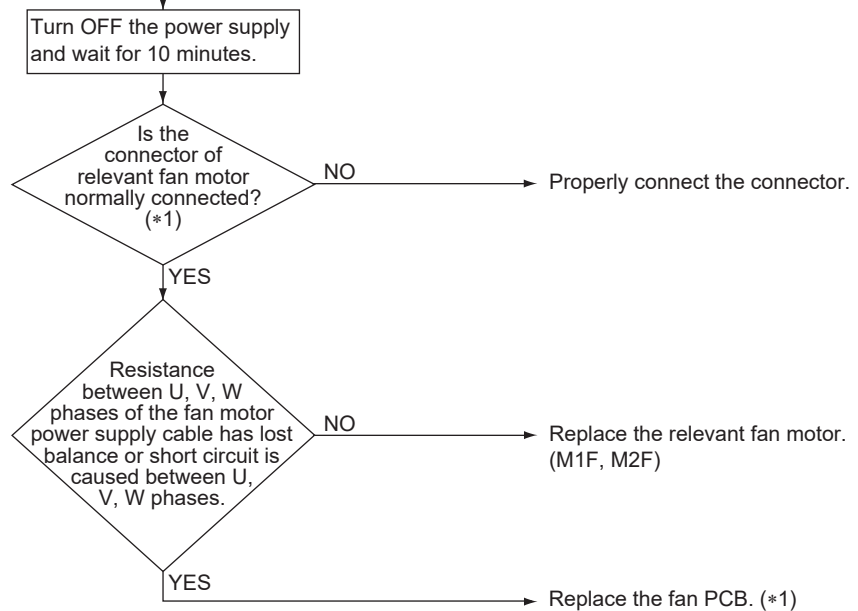 Turn OFF the power supply
and wait for 10 minutes.
Is the
connector of
relevant fan motor
normally connected?
(*1)
NO
Properly connect the connector.
YES
Resistance
between U, V, W
phases of the fan motor
power supply cable has lost
balance or short circuit is
caused between U,
V, W phases.
NO
Replace the relevant fan motor.
(M1F, M2F)
YES
Replace the fan PCB. (*1)